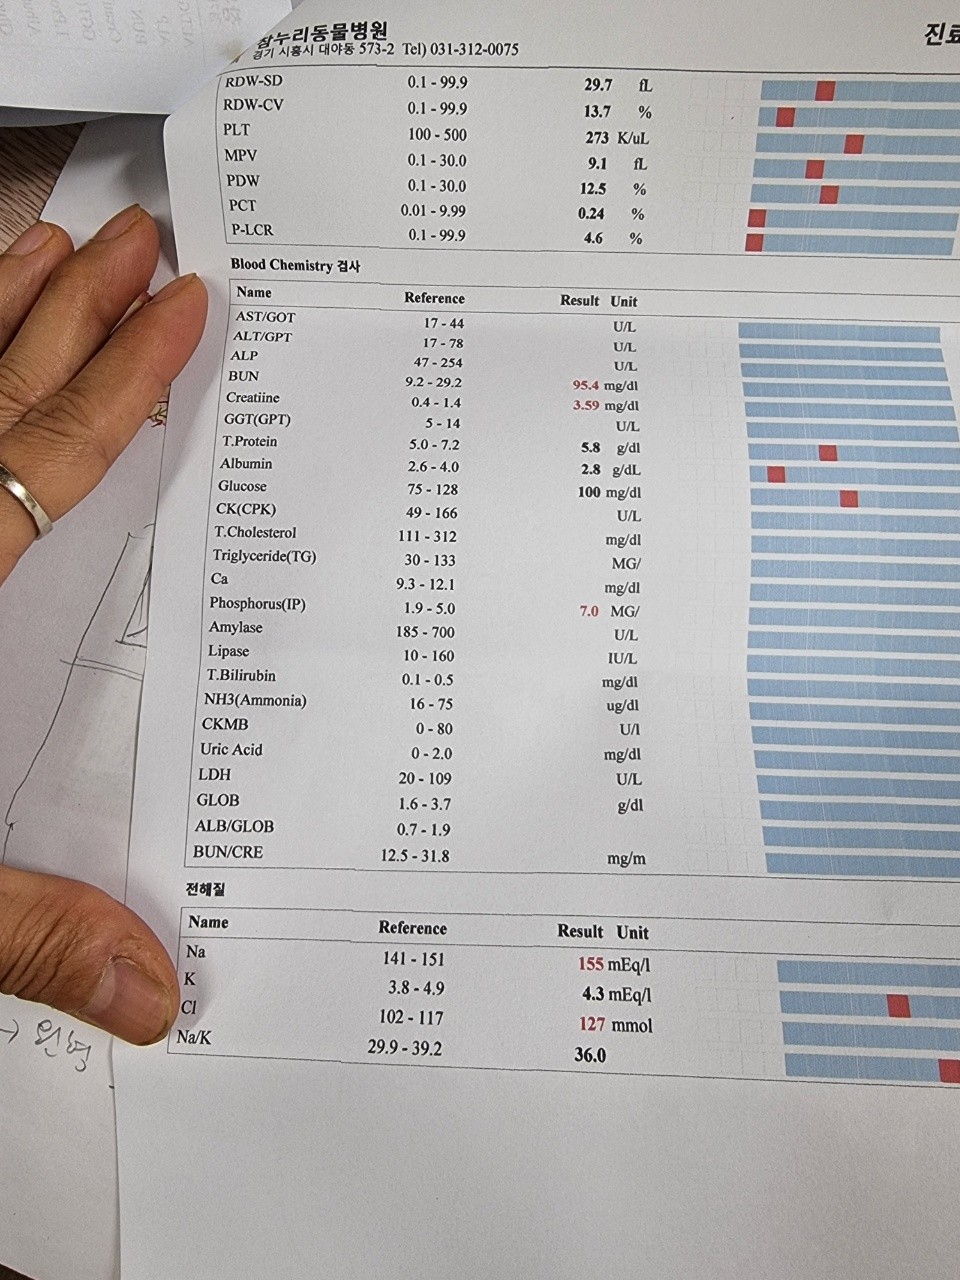 참누리동물병원
진료
경기 시흥시 대야동 573-2 Tel) 031-312-0075
RDW-SD 0.1 - 99.9 29.7 fL
RDW-CV 0.1 - 99.9 13.7 %
PLT 100 - 500 273 K/uL
MPV 0.1 - 30.0 9.1 fL
PDW 0.1 - 30.0 12.5 %
PCT 0.01 - 9.99 0.24 %
P-LCR 0.1 - 99.9 4.6 %
Blood Chemistry 검사
Name Reference Result Unit
AST/GOT 17 - 44 U/L
ALT/GPT 17 - 78 U/L
ALP 47 - 254 U/L
BUN 9.2 - 29.2 95.4 mg/dl
Creatiine 0.4 - 1.4 3.59 mg/dl
GGT(GPT) 5 - 14 U/L
T.Protein 5.0 - 7.2 5.8 g/dl
Albumin 2.6 - 4.0 2.8 g/dL
Glucose 75 - 128 100 mg/dl
CK(CPK) 49 - 166 U/L
T.Cholesterol 111 - 312 mg/dl
Triglyceride(TG) 30 - 133 MG/
Ca 9.3 - 12.1 mg/dl
Phosphorus(IP) 1.9 - 5.0 7.0 MG/
Amylase 185 - 700 U/L
Lipase 10 - 160 IU/L
T.Bilirubin 0.1 - 0.5 mg/dl
NH3(Ammonia) 16 - 75 ug/dl
CKMB 0 - 80 U/l
Uric Acid 0 - 2.0 mg/dl
LDH 20 - 109 U/L
GLOB 1.6 - 3.7 g/dl
ALB/GLOB 0.7 - 1.9
BUN/CRE 12.5 - 31.8 mg/m
전해질
Name Reference Result Unit
Na 141 - 151 155 mEq/l
K 3.8 - 4.9 4.3 mEq/l
Cl 102 - 117 127 mmol
Na/K 29.9 - 39.2 36.0